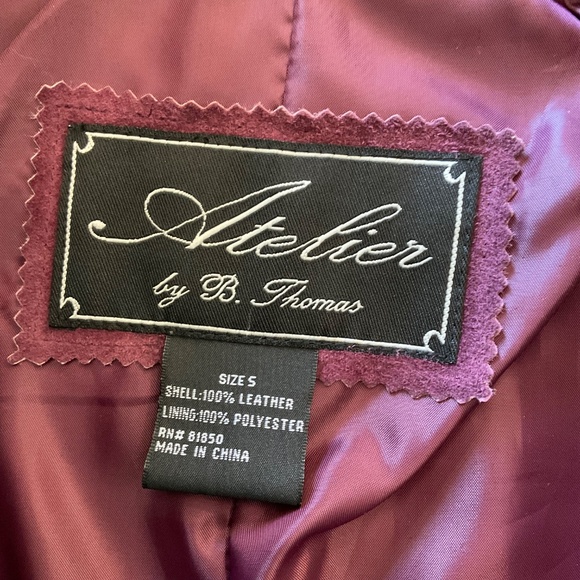 Atelier
by B. Thomas
SIZE S
SHELL:100% LEATHER
LINING:100% POLYESTER
RN# 81850
MADE IN CHINA